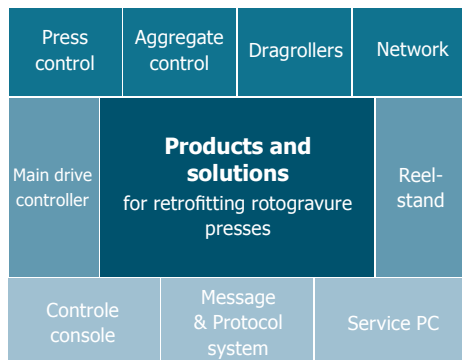 Press
control
Aggregate
control
Dragrollers
Network
Main drive
controller
Products and
solutions
for retrofitting rotogravure
presses
Reel-
stand
Controle
console
Message
& Protocol
system
Service PC